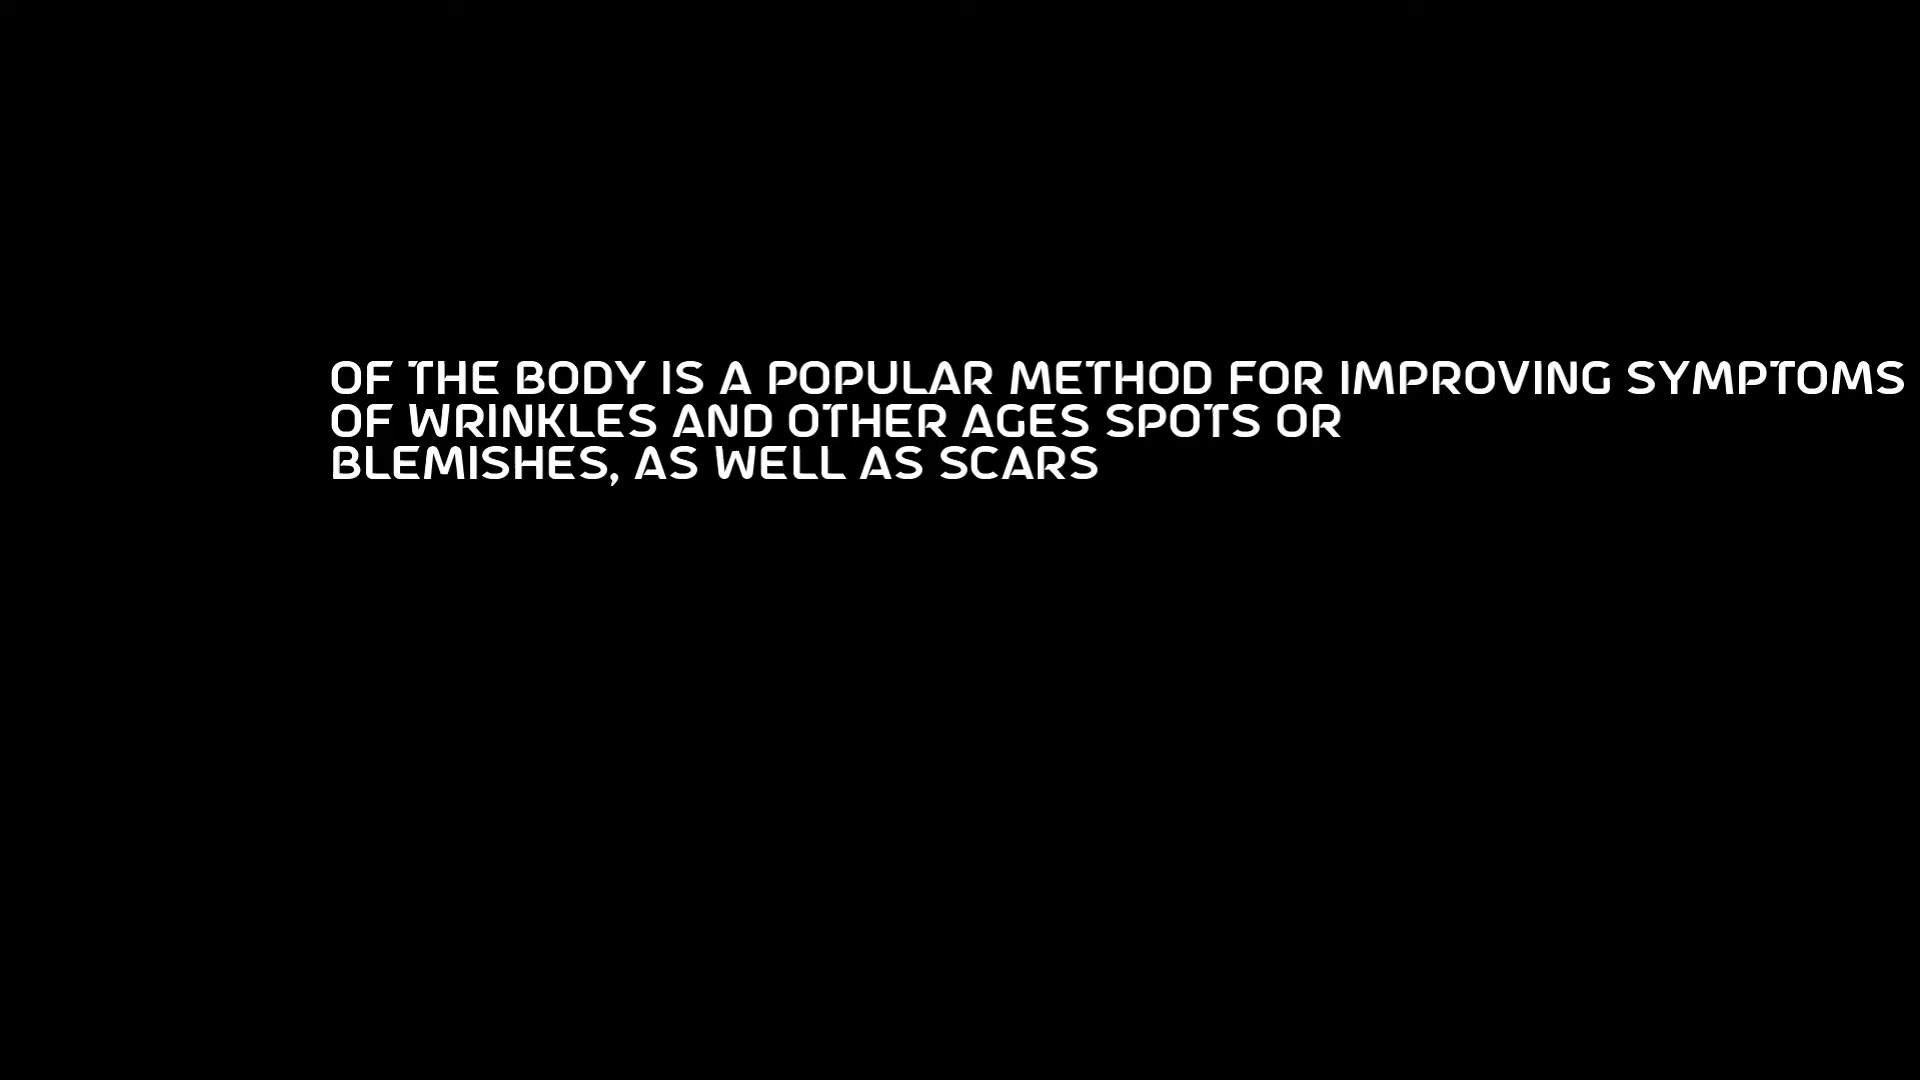 OF THE BODY IS A POPULAR METHOD FOR IMPROVING SYMPTOMS
OF WRINKLES AND OTHER AGES SPOTS OR
BLEMISHES, AS WELL AS SCARS